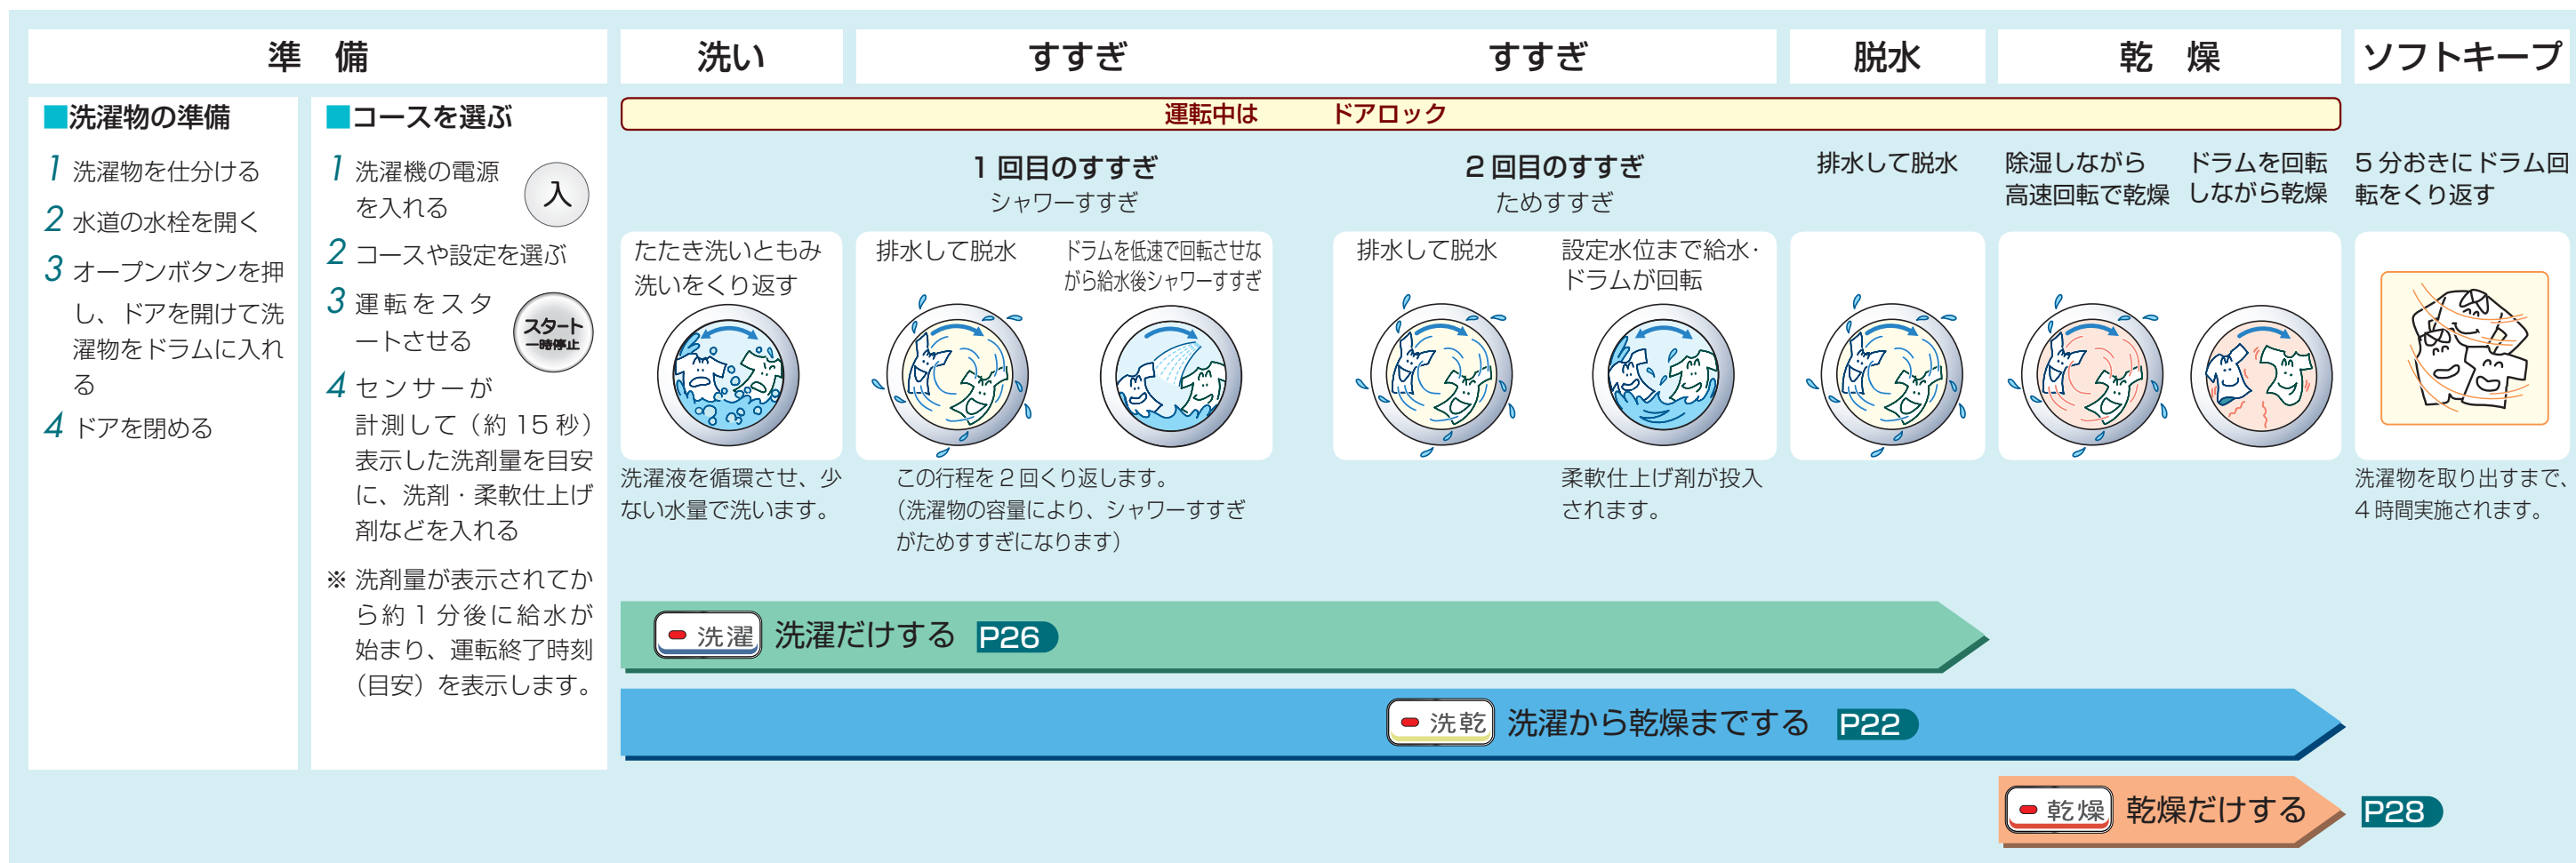 準　備
洗い
すすぎ
すすぎ
脱水
乾　燥
ソフトキープ
■洗濯物の準備
1 洗濯物を仕分ける
2 水道の水栓を開く
3 オープンボタンを押
し、ドアを開けて洗
濯物をドラムに入れ
る
4 ドアを閉める
■コースを選ぶ
1 洗濯機の電源
を入れる
入
2 コースや設定を選ぶ
3 運転をスタ
ートさせる
スタート
一時停止
4 センサーが
計測して（約 15 秒）
表示した洗剤量を目安
に、洗剤・柔軟仕上げ
剤などを入れる
※ 洗剤量が表示されてか
ら約 1 分後に給水が
始まり、運転終了時刻
（目安）を表示します。
運転中は　ドアロック
たたき洗いともみ
洗いをくり返す
洗濯液を循環させ、少
ない水量で洗います。
1 回目のすすぎ
シャワーすすぎ
排水して脱水
ドラムを低速で回転させな
がら給水後シャワーすすぎ
この行程を 2 回くり返します。
（洗濯物の容量により、シャワーすすぎ
がためすすぎになります）
2 回目のすすぎ
ためすすぎ
排水して脱水
設定水位まで給水・
ドラムが回転
柔軟仕上げ剤が投入
されます。
排水して脱水
除湿しながら
高速回転で乾燥
ドラムを回転
しながら乾燥
5 分おきにドラム回
転をくり返す
洗濯物を取り出すまで、
4 時間実施されます。
洗濯 洗濯だけする P26
洗乾 洗濯から乾燥までする P22
乾燥 乾燥だけする P28